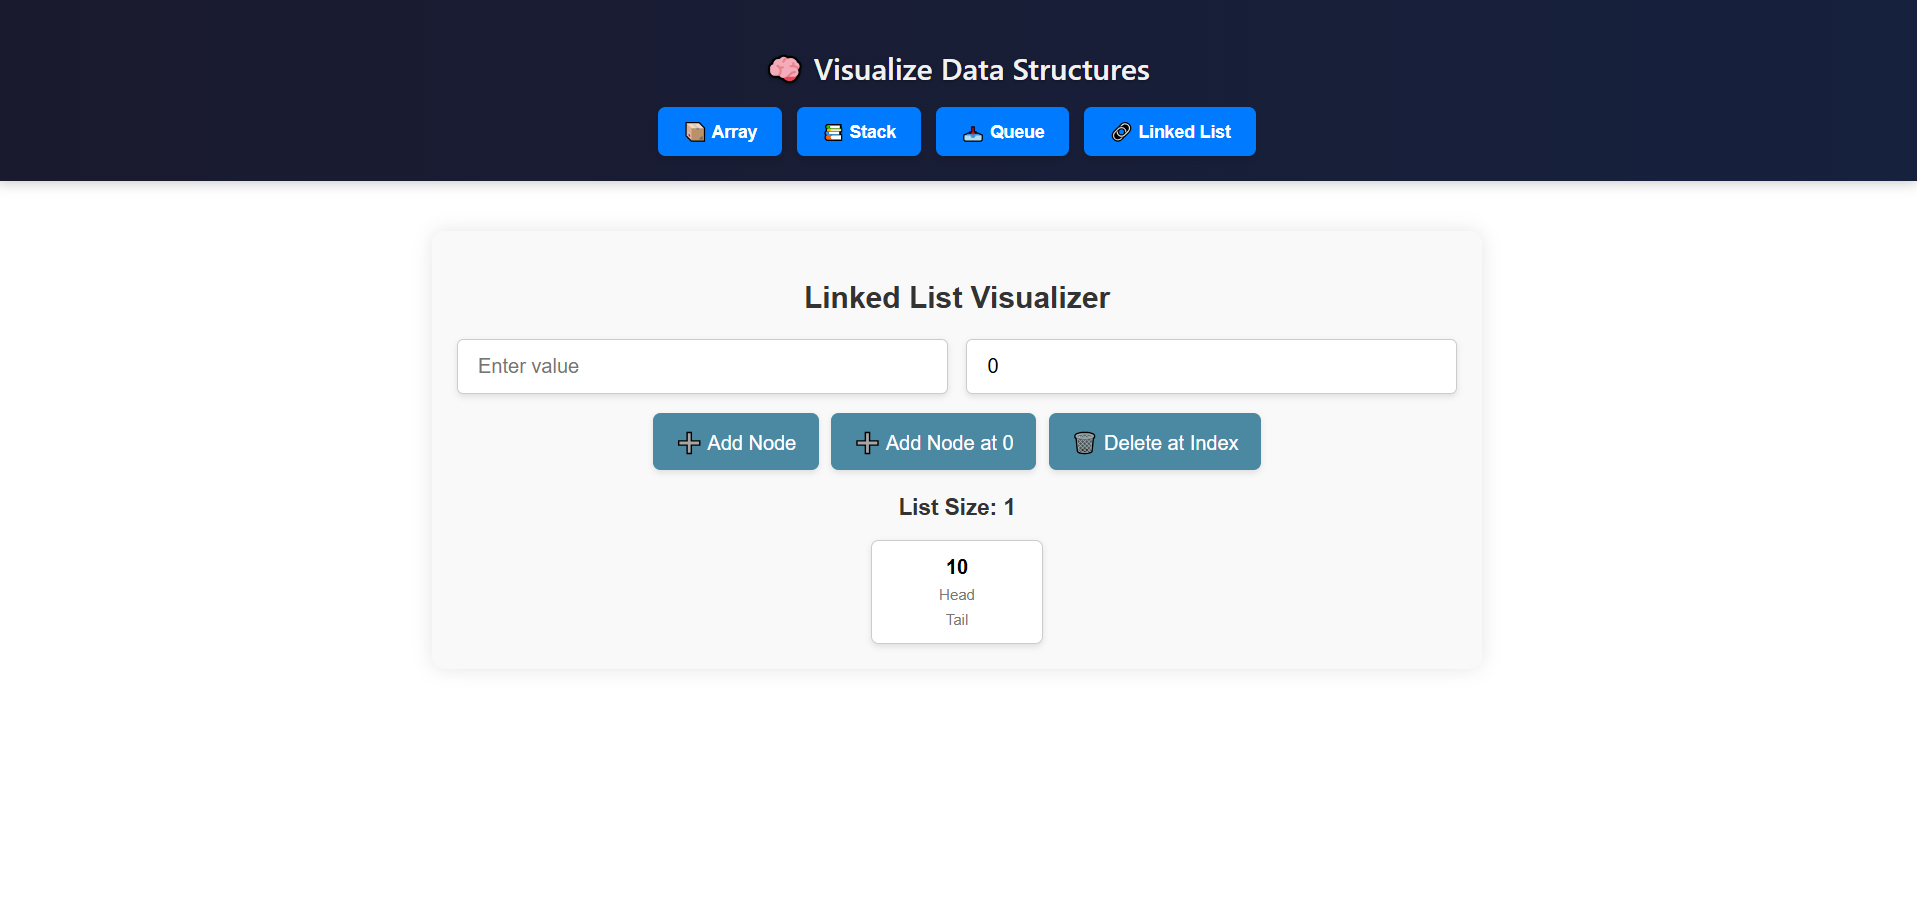 Visualize Data Structures
Array
Stack
Queue
Linked List
Linked List Visualizer
Enter value
0
Add Node
Add Node at 0
Delete at Index
List Size: 1
10
Head
Tail